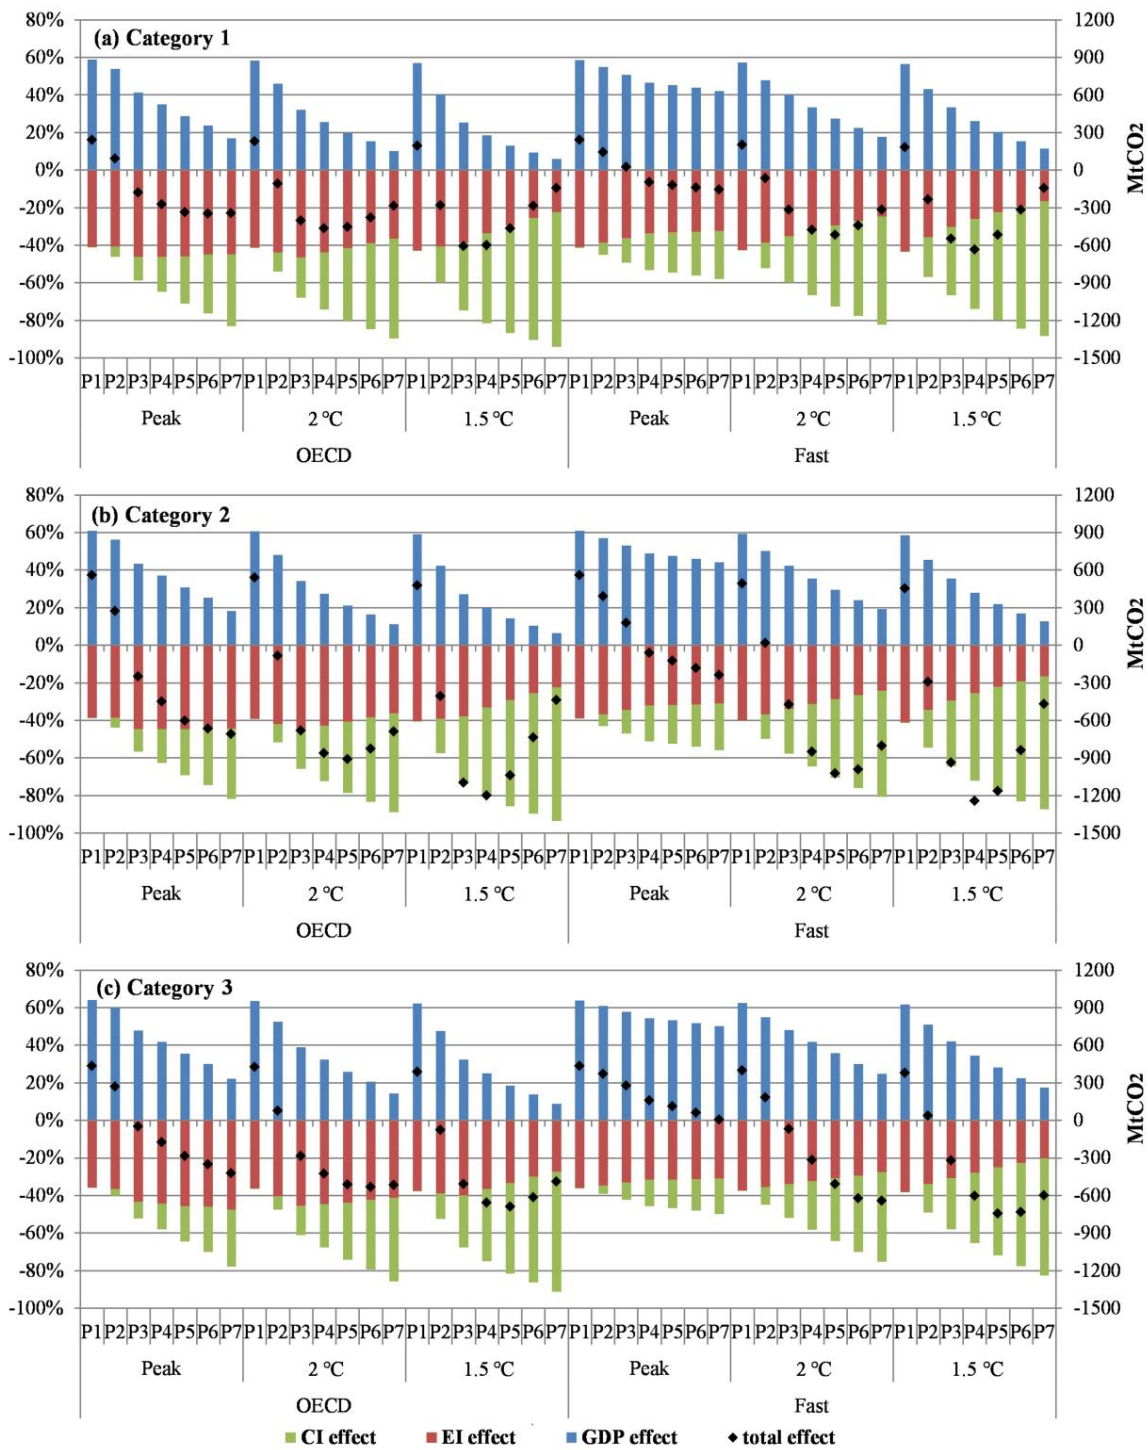 80% 1200
(a) Category 1
60% 900
40% 600
20% 300
0% 0
-20% -300
-40% -600
-60% -900
-80% -1200
-100% -1500
MtCO2
P1 P2 P3 P4 P5 P6 P7 P1 P2 P3 P4 P5 P6 P7 P1 P2 P3 P4 P5 P6 P7 P1 P2 P3 P4 P5 P6 P7 P1 P2 P3 P4 P5 P6 P7 P1 P2 P3 P4 P5 P6 P7
Peak 2 ℃ 1.5 ℃ Peak 2 ℃ 1.5 ℃
OECD Fast
80% 1200
(b) Category 2
60% 900
40% 600
20% 300
0% 0
-20% -300
-40% -600
-60% -900
-80% -1200
-100% -1500
MtCO2
P1 P2 P3 P4 P5 P6 P7 P1 P2 P3 P4 P5 P6 P7 P1 P2 P3 P4 P5 P6 P7 P1 P2 P3 P4 P5 P6 P7 P1 P2 P3 P4 P5 P6 P7 P1 P2 P3 P4 P5 P6 P7
Peak 2 ℃ 1.5 ℃ Peak 2 ℃ 1.5 ℃
OECD Fast
80% 1200
(c) Category 3
60% 900
40% 600
20% 300
0% 0
-20% -300
-40% -600
-60% -900
-80% -1200
-100% -1500
MtCO2
P1 P2 P3 P4 P5 P6 P7 P1 P2 P3 P4 P5 P6 P7 P1 P2 P3 P4 P5 P6 P7 P1 P2 P3 P4 P5 P6 P7 P1 P2 P3 P4 P5 P6 P7 P1 P2 P3 P4 P5 P6 P7
Peak 2 ℃ 1.5 ℃ Peak 2 ℃ 1.5 ℃
OECD Fast
CI effect EI effect GDP effect total effect